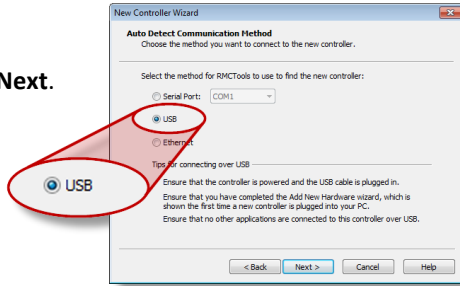 New Controller Wizard
Auto Detect Communication Method
Choose the method you want to connect to the new controller.
Next.
Select the method for RMCTools to use to find the new controller:
Serial Port: COM1
USB
Ethernet
Tips for connecting over USB
USB
Ensure that the controller is powered and the USB cable is plugged in.
Ensure that you have completed the Add New Hardware wizard, which is
shown the first time a new controller is plugged into your PC.
Ensure that no other applications are connected to this controller over USB.
< Back Next > Cancel Help